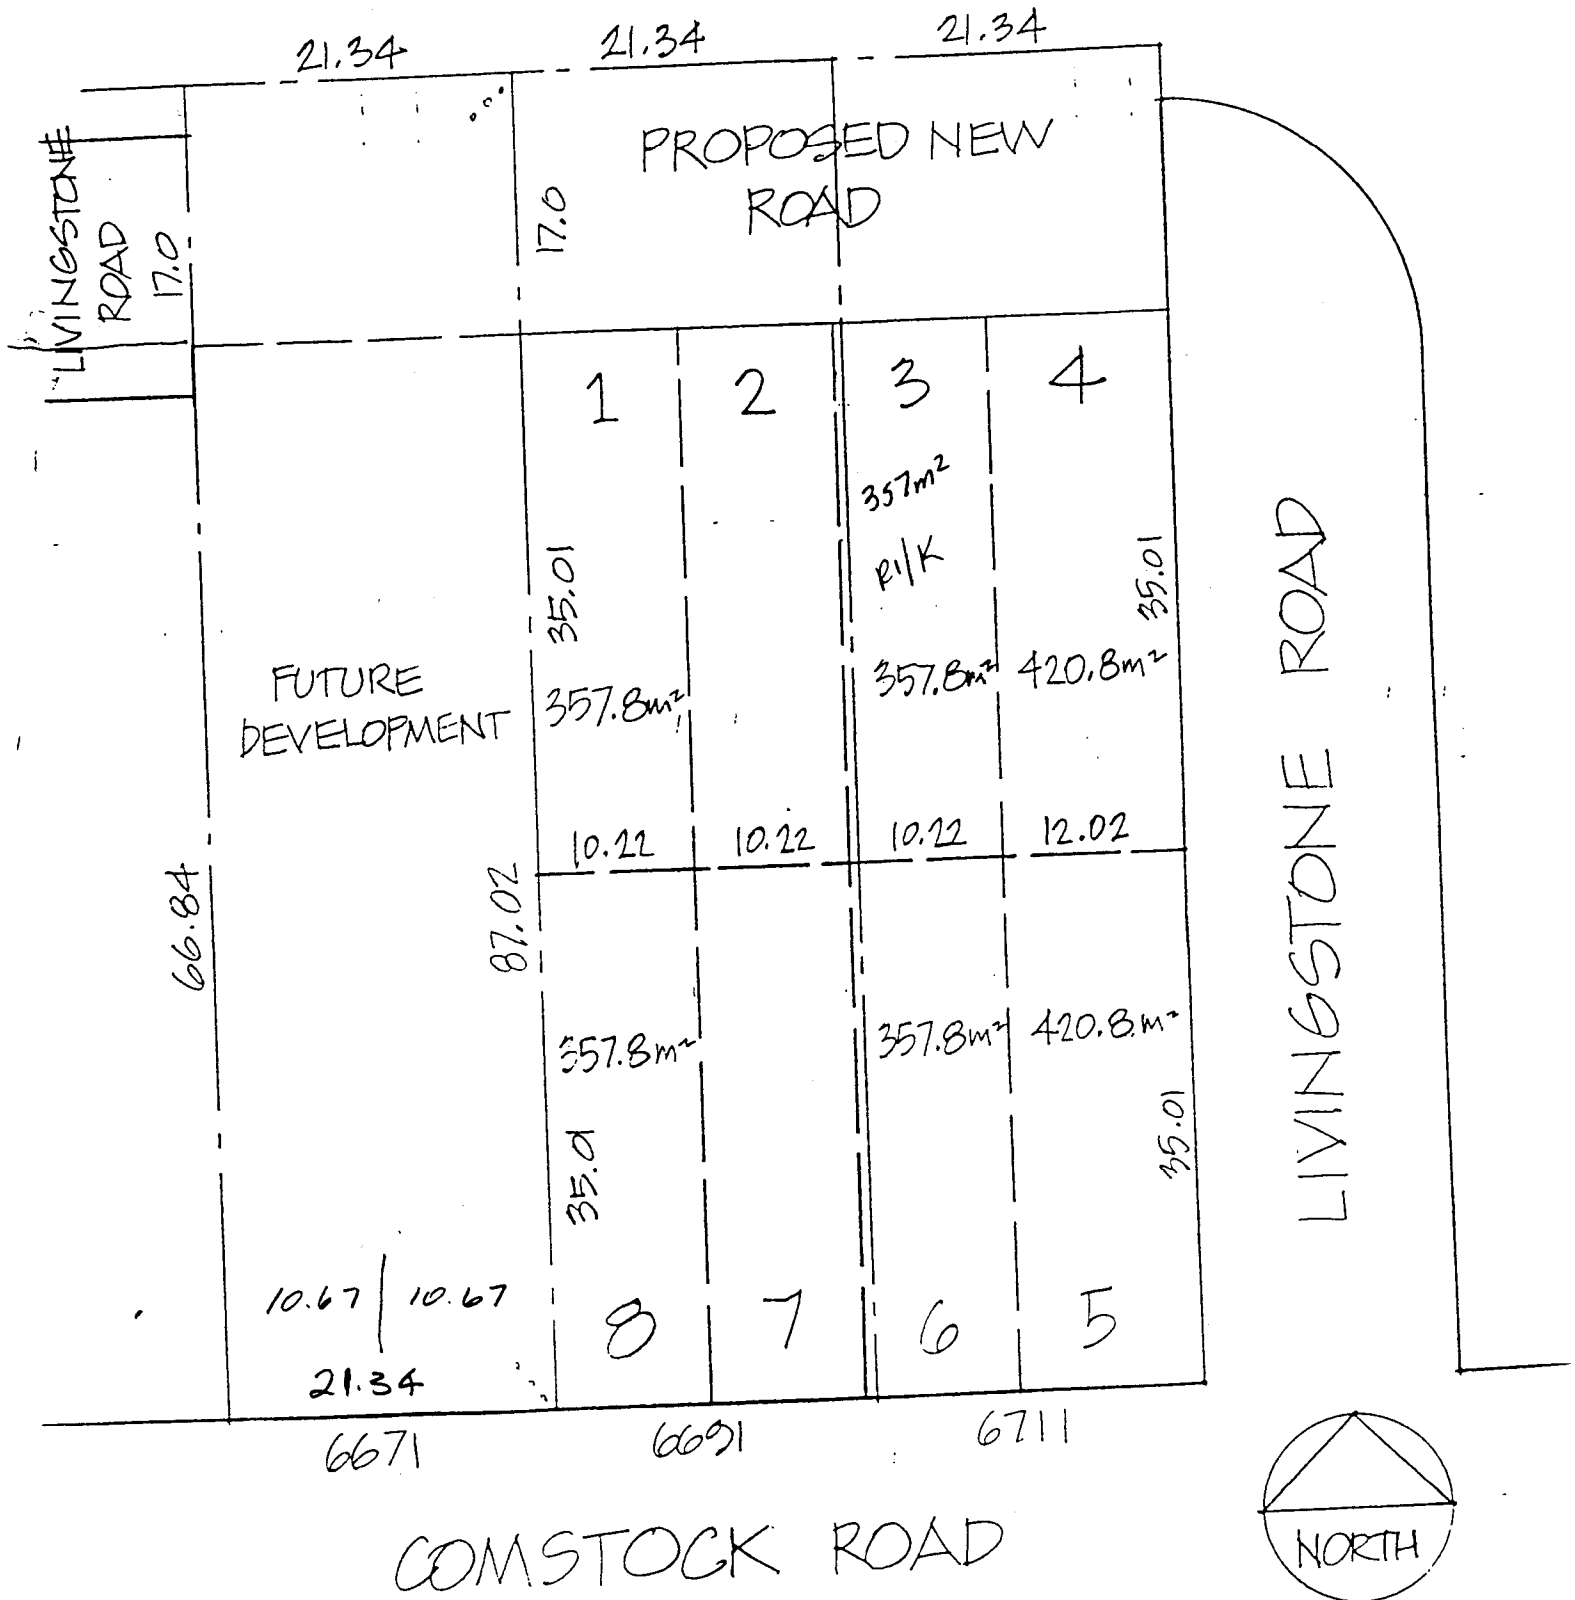 21.34
21.34
21.34
LIVINGSTONE
ROAD
17.0
17.0
PROPOSED NEW
ROAD
1
2
3
4
357m²
R1/K
35.01
35.01
FUTURE
DEVELOPMENT
357.8m²
357.8m²
420.8m²
10.22
10.22
10.22
12.02
66.84
87.02
LIVINGSTONE ROAD
357.8m²
357.8m²
420.8m²
35.01
35.01
10.67 | 10.67
21.34
8
7
6
5
6671
6691
6711
COMSTOCK ROAD
NORTH